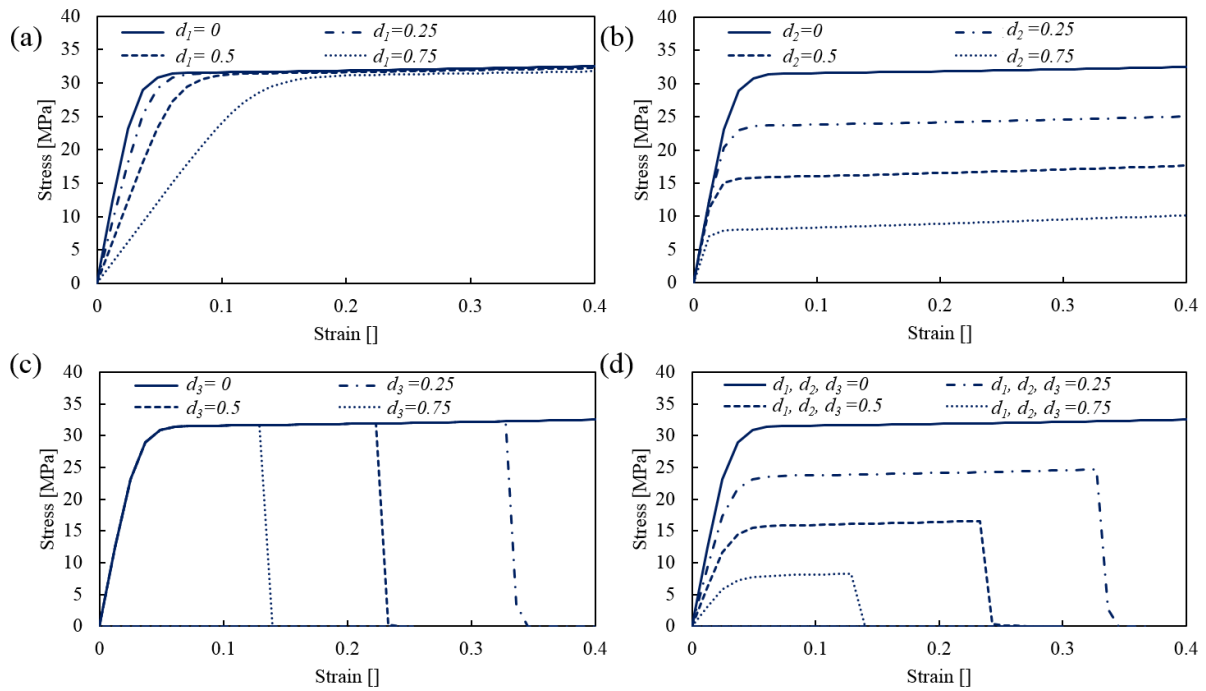 (a)
d₁= 0
d₁=0.25
d₁= 0.5
d₁=0.75
40
35
30
25
20
15
10
5
0
Stress [MPa]
0
0.1
0.2
0.3
0.4
Strain []
(b)
d₂=0
d₂=0.25
d₂=0.5
d₂=0.75
40
35
30
25
20
15
10
5
0
Stress [MPa]
0
0.1
0.2
0.3
0.4
Strain []
(c)
d₃= 0
d₃=0.25
d₃=0.5
d₃=0.75
40
35
30
25
20
15
10
5
0
Stress [MPa]
0
0.1
0.2
0.3
0.4
Strain []
(d)
d₁, d₂, d₃=0
d₁, d₂, d₃=0.25
d₁, d₂, d₃=0.5
d₁, d₂, d₃=0.75
40
35
30
25
20
15
10
5
0
Stress [MPa]
0
0.1
0.2
0.3
0.4
Strain []